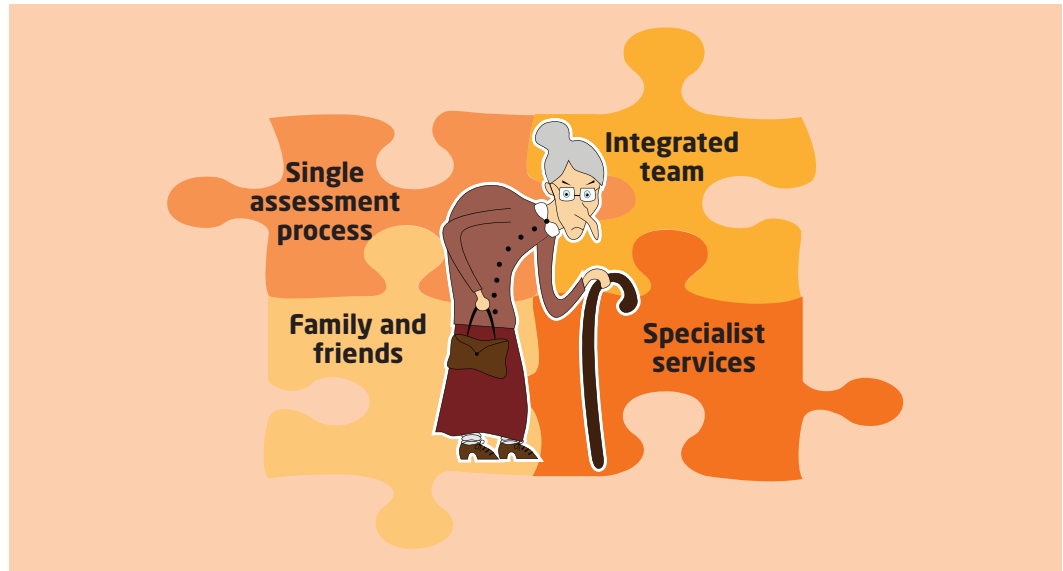 Single
assessment
process
Integrated
team
Family and
friends
Specialist
services